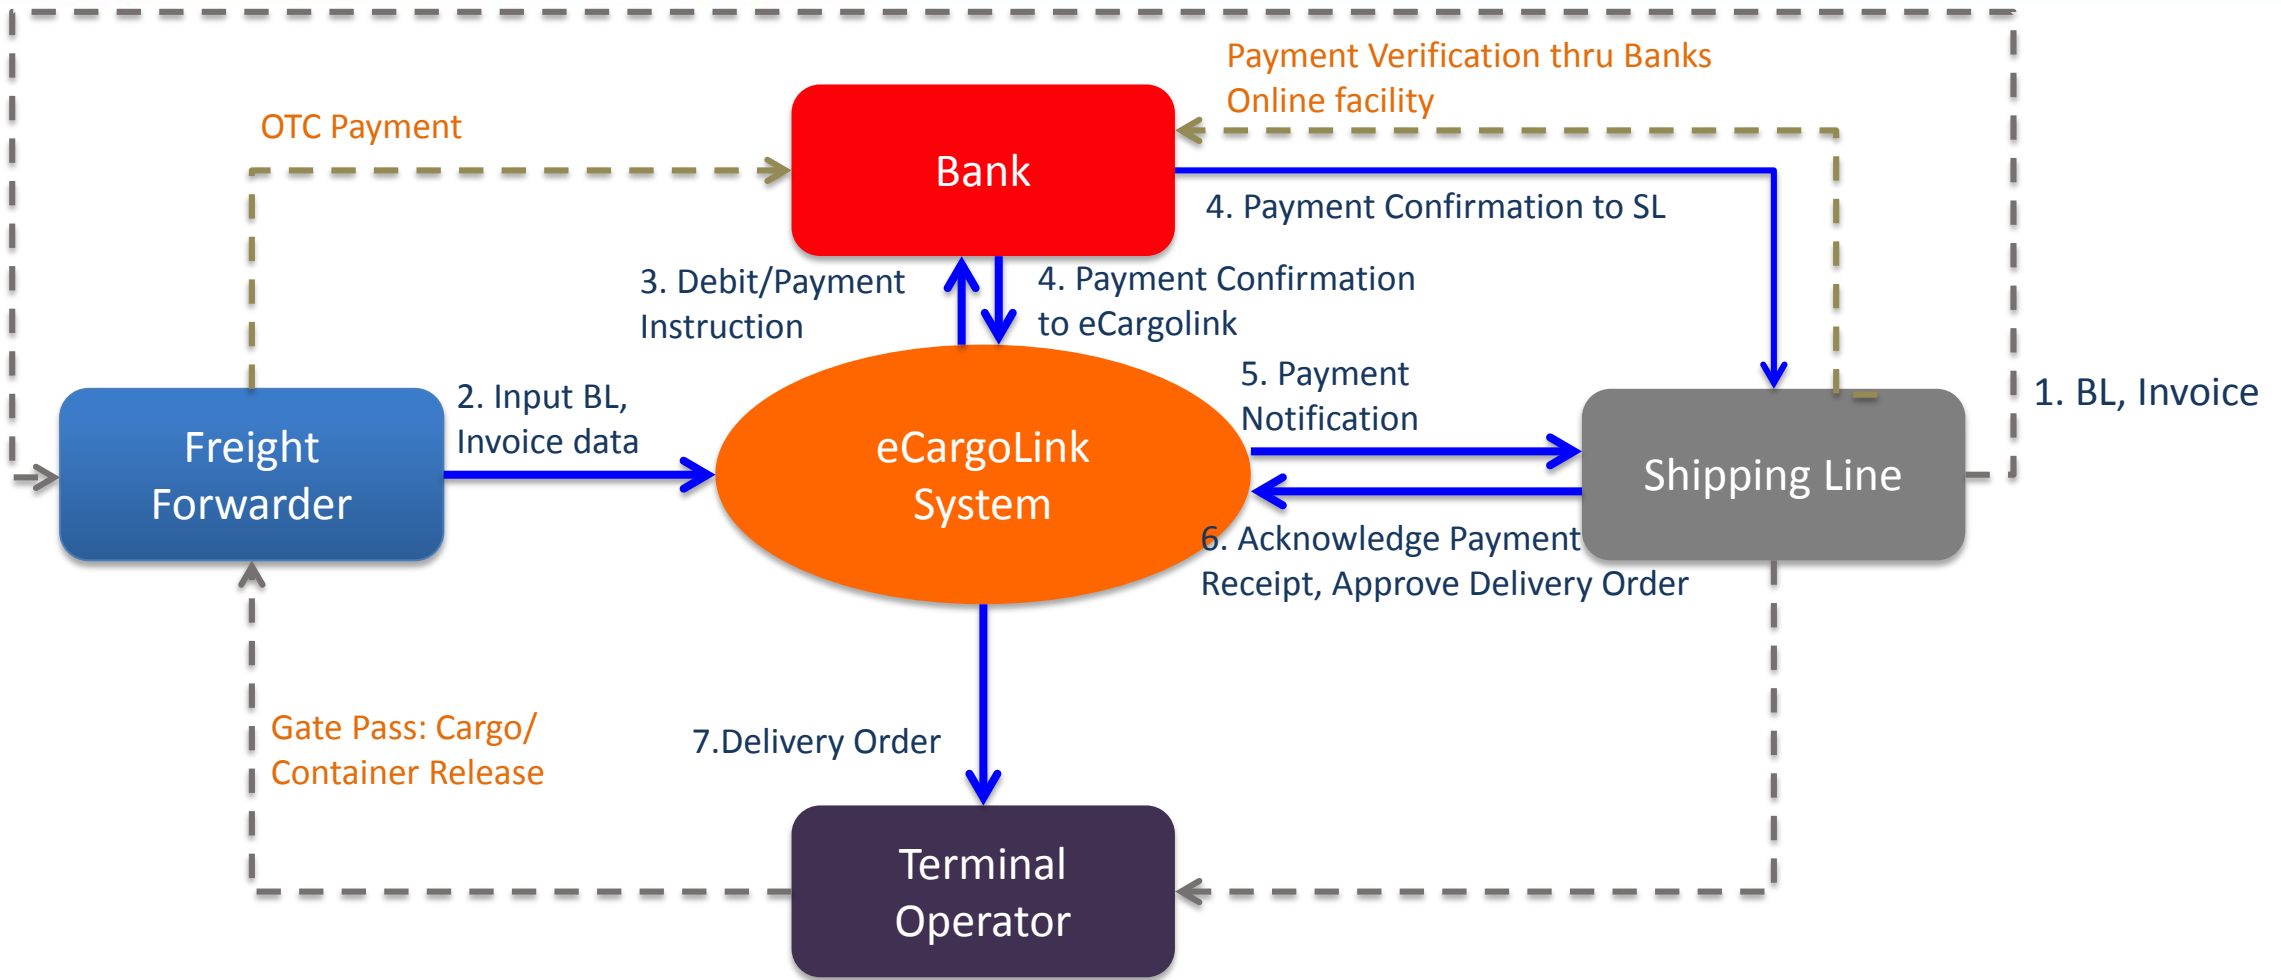 Payment Verification thru Banks
Online facility
OTC Payment
Bank
4. Payment Confirmation to SL
3. Debit/Payment
Instruction
4. Payment Confirmation
to eCargolink
2. Input BL,
Invoice data
5. Payment
Notification
1. BL, Invoice
Freight
Forwarder
eCargoLink
System
Shipping Line
6. Acknowledge Payment
Receipt, Approve Delivery Order
Gate Pass: Cargo/
Container Release
7.Delivery Order
Terminal
Operator